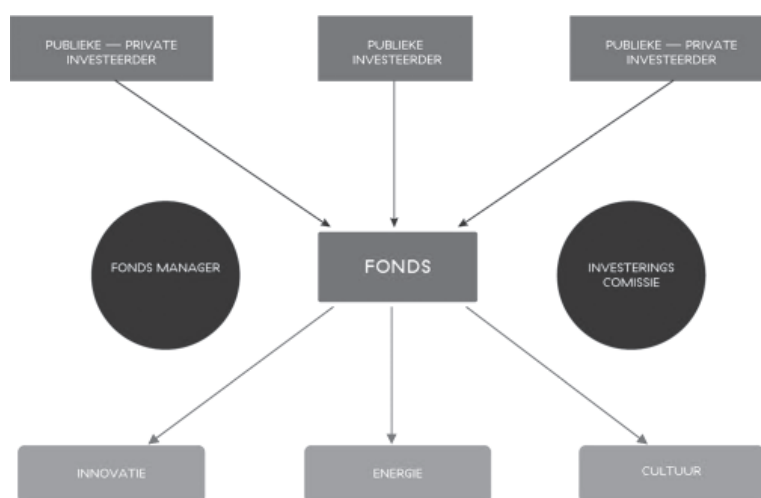 PUBLIEKE — PRIVATE
INVESTEERDER
PUBLIEKE
INVESTEERDER
PUBLIEKE — PRIVATE
INVESTEERDER
FONDS MANAGER
FONDS
INVESTERINGS
COMISSIE
INNOVATIE
ENERGIE
CULTUUR